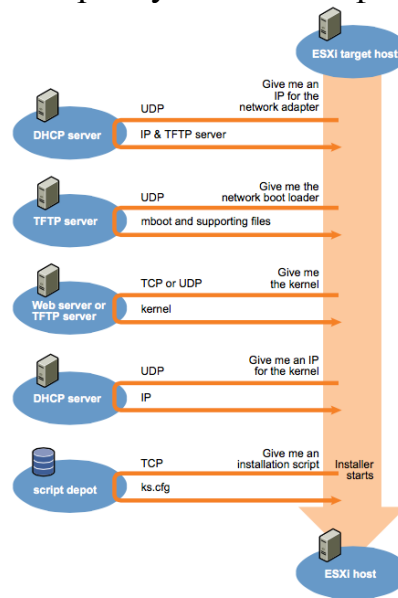 ESXi target host
Give me an
IP for the
network adapter
UDP
DHCP server
IP & TFTP server
Give me the
network boot loader
UDP
TFTP server
mboot and supporting files
Give me
the kernel
TCP or UDP
Web server or
TFTP server
kernel
Give me an IP
for the kernel
UDP
DHCP server
IP
Give me an
installation script
TCP
Installer
starts
script depot
ks.cfg
ESXi host